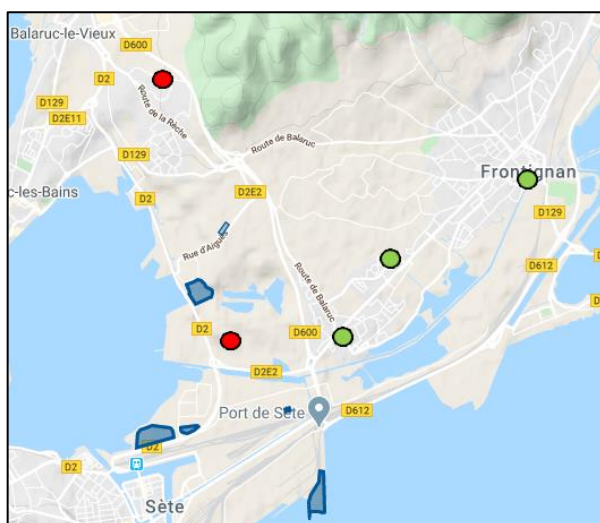 Balaruc-le-Vieux
D600
D2
Route de la Rêche
D129
D2E11
Route de Balaruc
D129
Frontignan
c-les-Bains
D2
D2E2
D129
Rue d'Aigues
D612
Route de Balaruc
D2
D600
D2E2
Port de Sète
D612
D2
D2
Sète